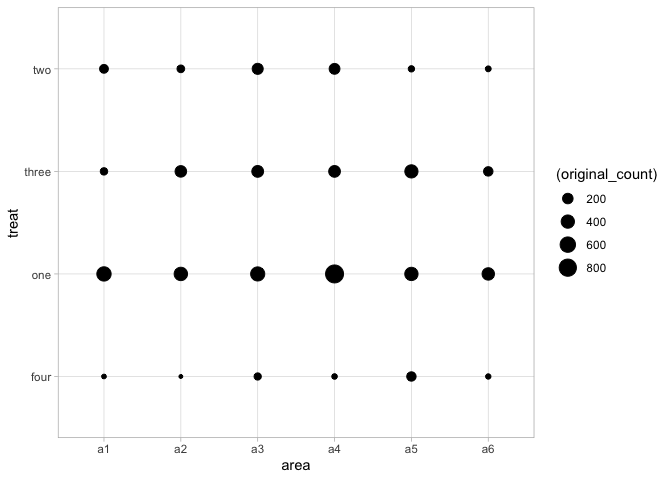 two
three
one
four
treat
a1 a2 a3 a4 a5 a6
area
(original_count)
200
400
600
800